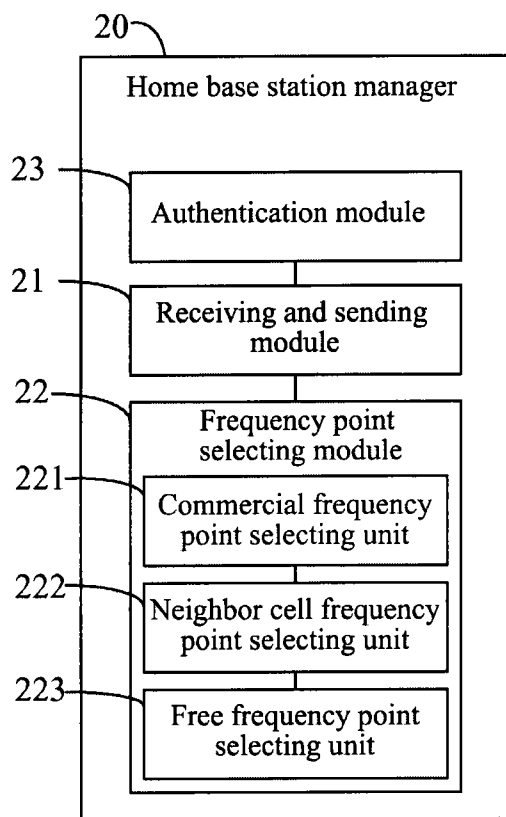 20
Home base station manager
23
Authentication module
21
Receiving and sending
module
22
Frequency point
selecting module
221
Commercial frequency
point selecting unit
222
Neighbor cell frequency
point selecting unit
223
Free frequency point
selecting unit